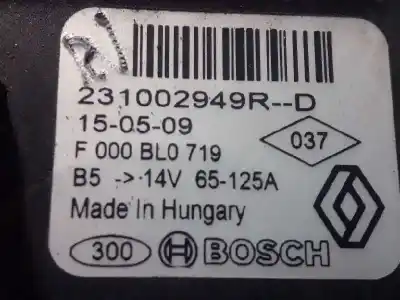 231002949R--D
15-05-09
F 000 BL0 719
037
B5 -> 14V 65-125A
Made In Hungary
300 BOSCH